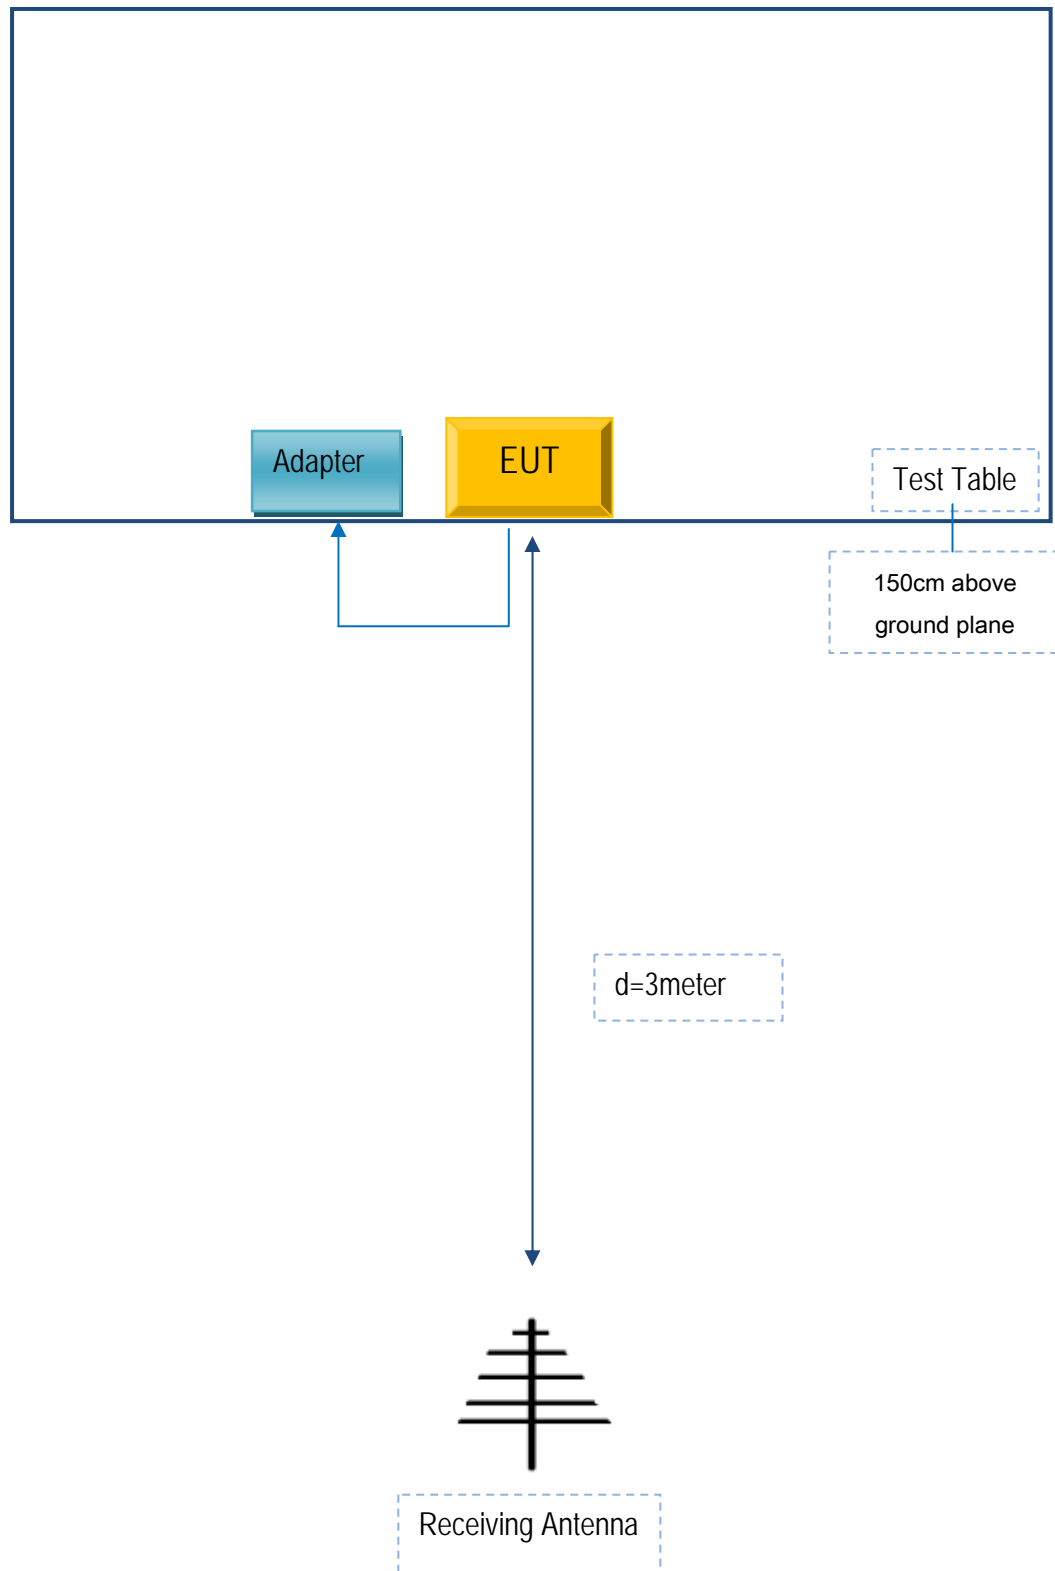 Adapter
EUT
Test Table
150cm above
ground plane
d=3meter
Receiving Antenna